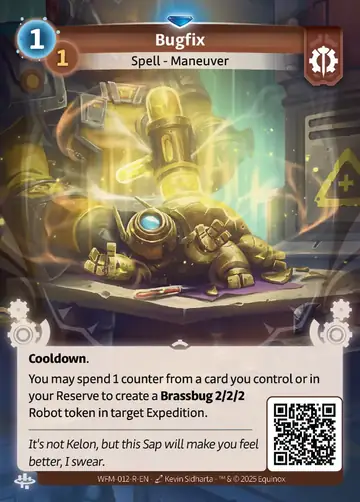 1
Bugfix
1
Spell - Maneuver
Cooldown.
You may spend 1 counter from a card you control or in
your Reserve to create a Brassbug 2/2/2
Robot token in target Expedition.
It's not Kelon, but this Sap will make you feel
better, I swear.
WFM-012-R-EN - Kevin Sidharta - ™ & © 2025 Equinox